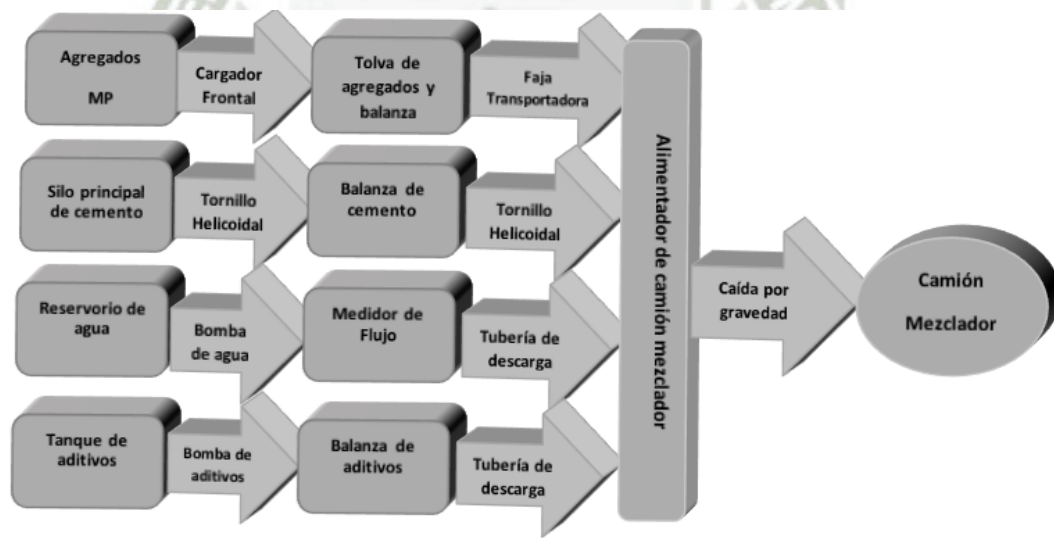 Agregados
MP
Cargador
Frontal
Tolva de
agregados y
balanza
Faja
Transportadora
Silo principal
de cemento
Tornillo
Helicoidal
Balanza de
cemento
Tornillo
Helicoidal
Reservorio de
agua
Bomba
de agua
Medidor de
Flujo
Tubería de
descarga
Tanque de
aditivos
Bomba de
aditivos
Balanza de
aditivos
Tubería de
descarga
Alimentador de camión mezclador
Caída por
gravedad
Camión
Mezclador